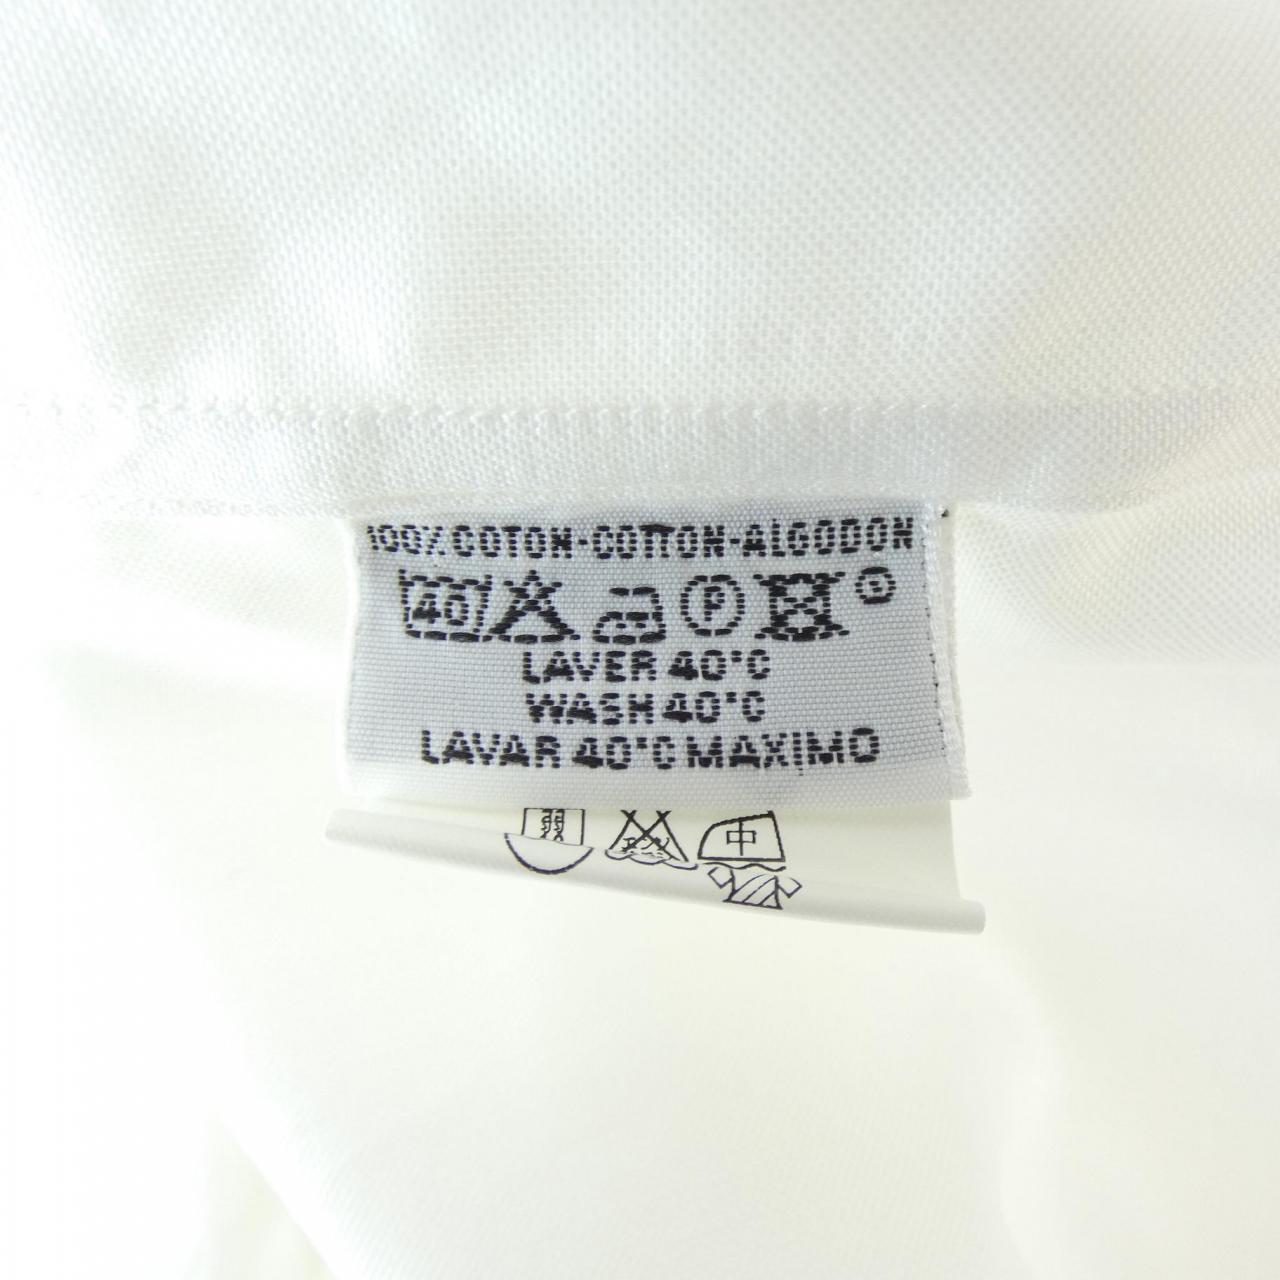 100% COTON-COTTON-ALGODON
40 P
LAVER 40°C
WASH 40°C
LAVAR 40°C MAXIMO
中